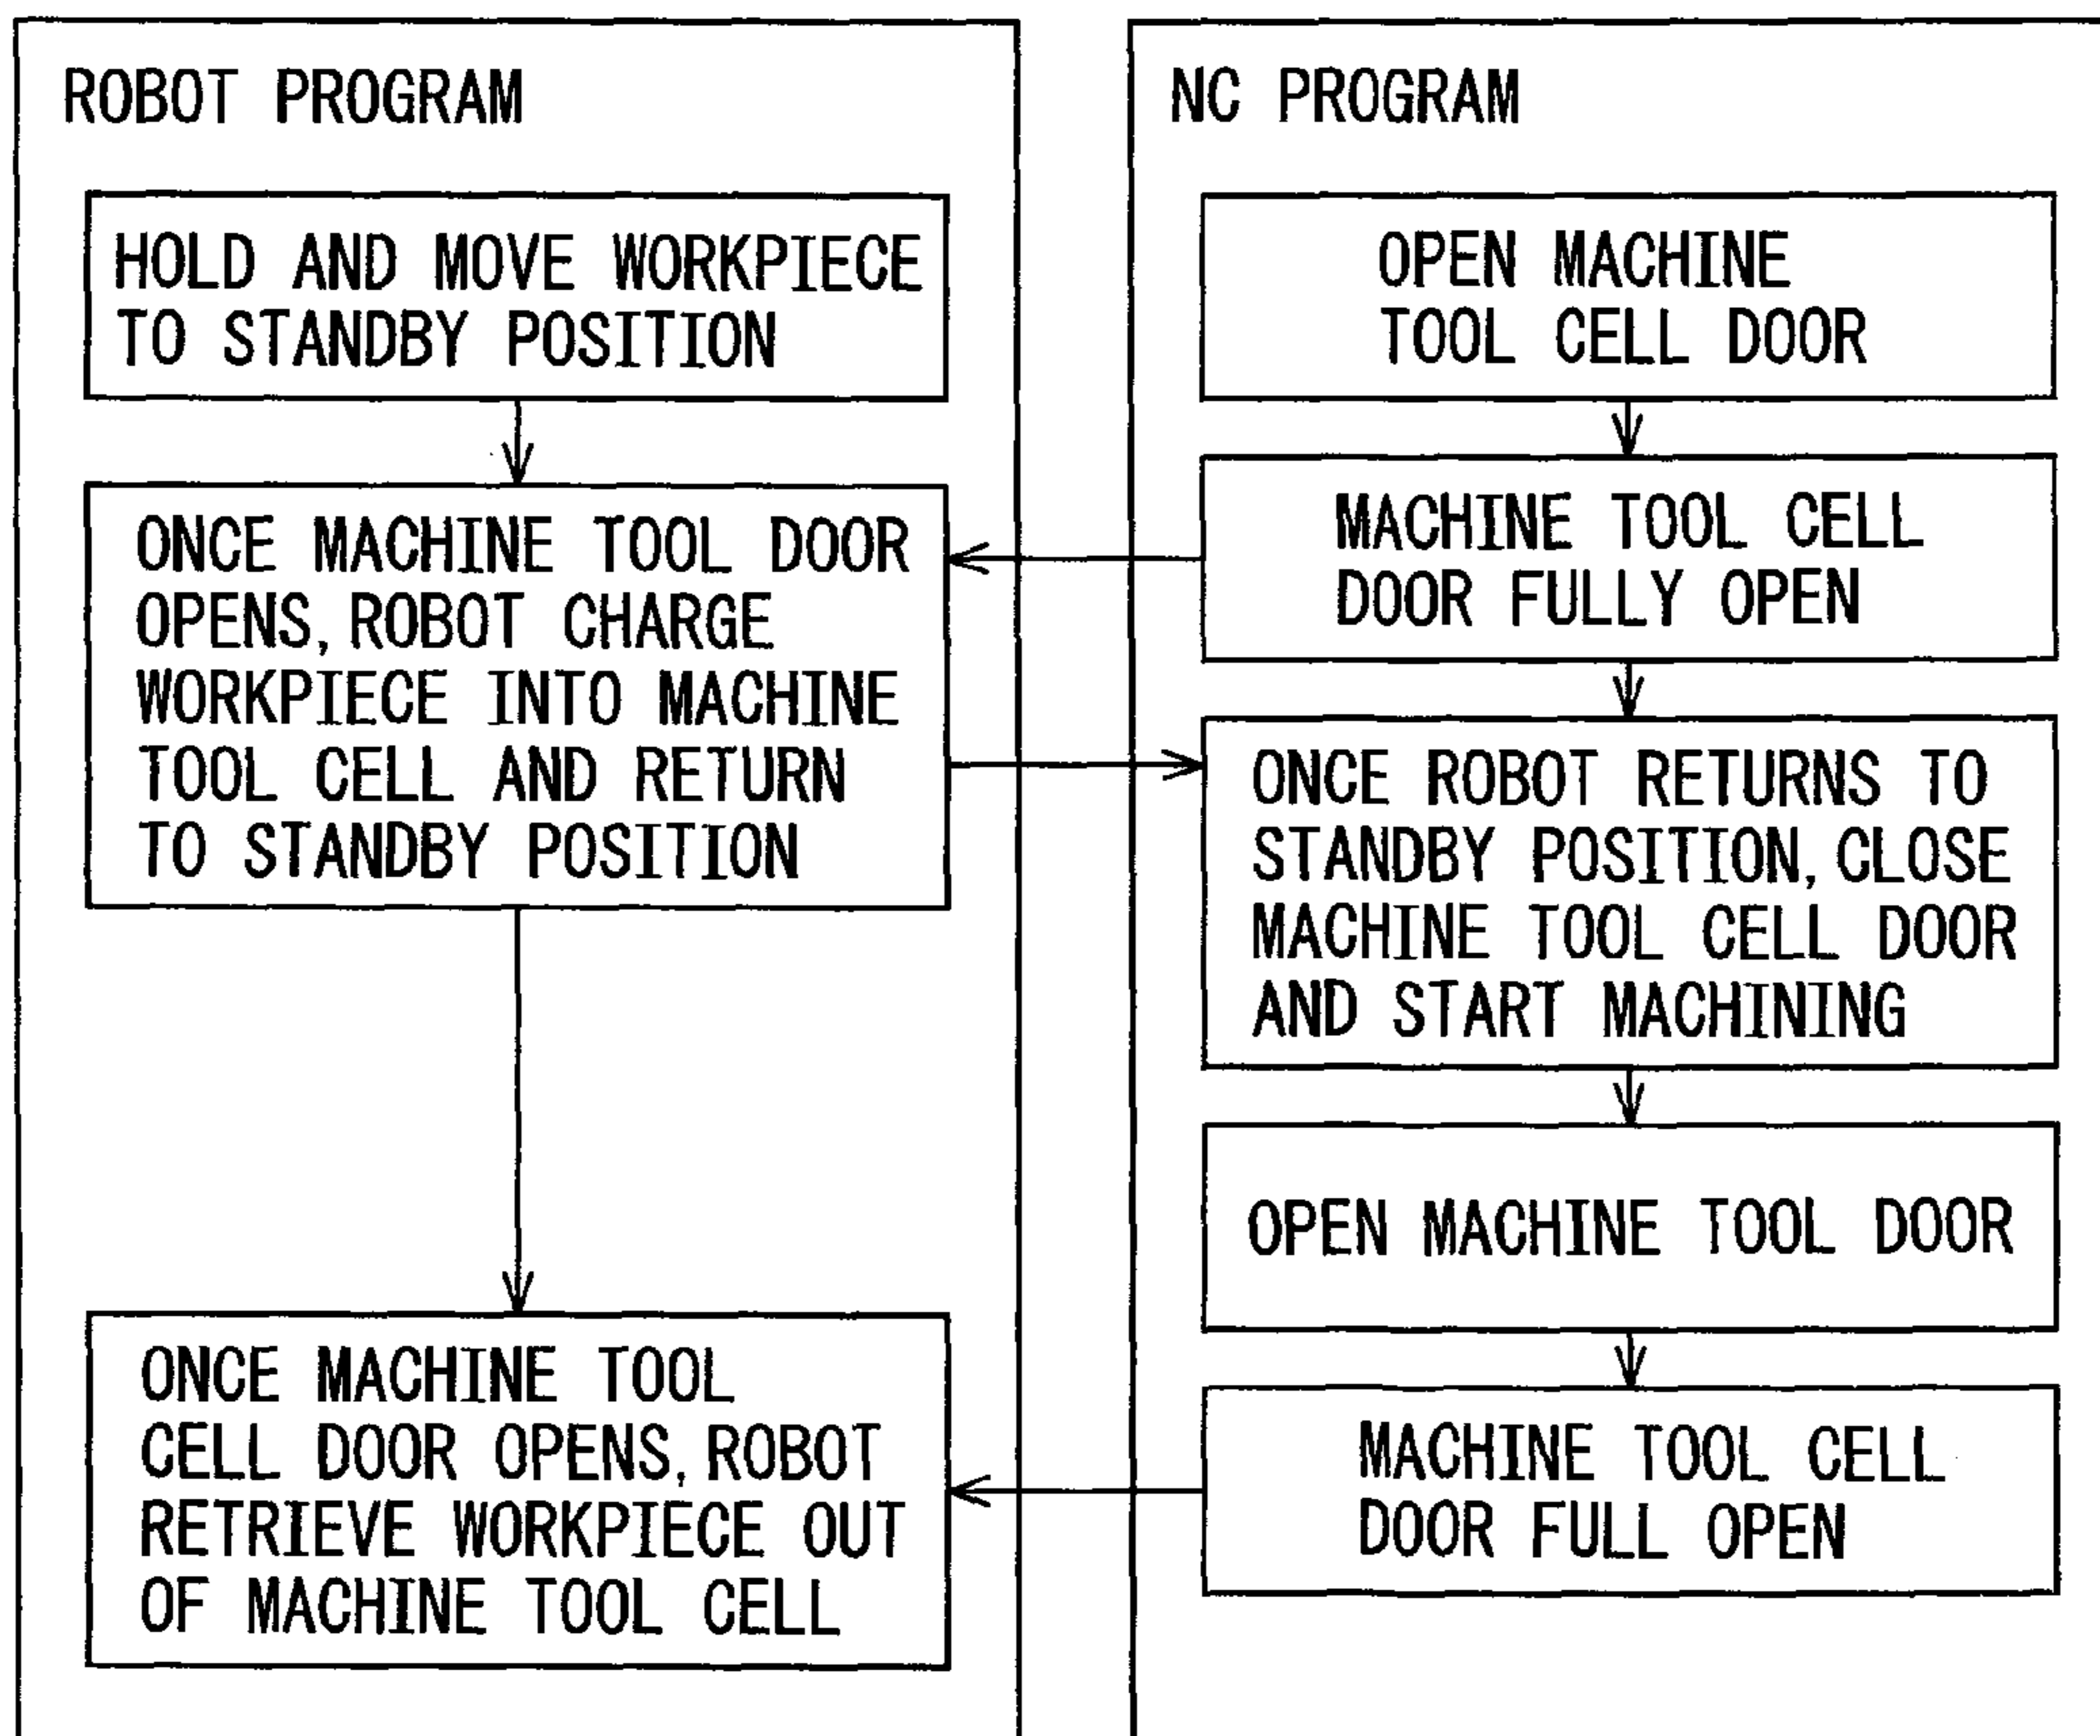 ROBOT PROGRAM
HOLD AND MOVE WORKPIECE
TO STANDBY POSITION
ONCE MACHINE TOOL DOOR
OPENS, ROBOT CHARGE
WORKPIECE INTO MACHINE
TOOL CELL AND RETURN
TO STANDBY POSITION
ONCE MACHINE TOOL
CELL DOOR OPENS, ROBOT
RETRIEVE WORKPIECE OUT
OF MACHINE TOOL CELL
NC PROGRAM
OPEN MACHINE
TOOL CELL DOOR
MACHINE TOOL CELL
DOOR FULLY OPEN
ONCE ROBOT RETURNS TO
STANDBY POSITION, CLOSE
MACHINE TOOL CELL DOOR
AND START MACHINING
OPEN MACHINE TOOL DOOR
MACHINE TOOL CELL
DOOR FULL OPEN